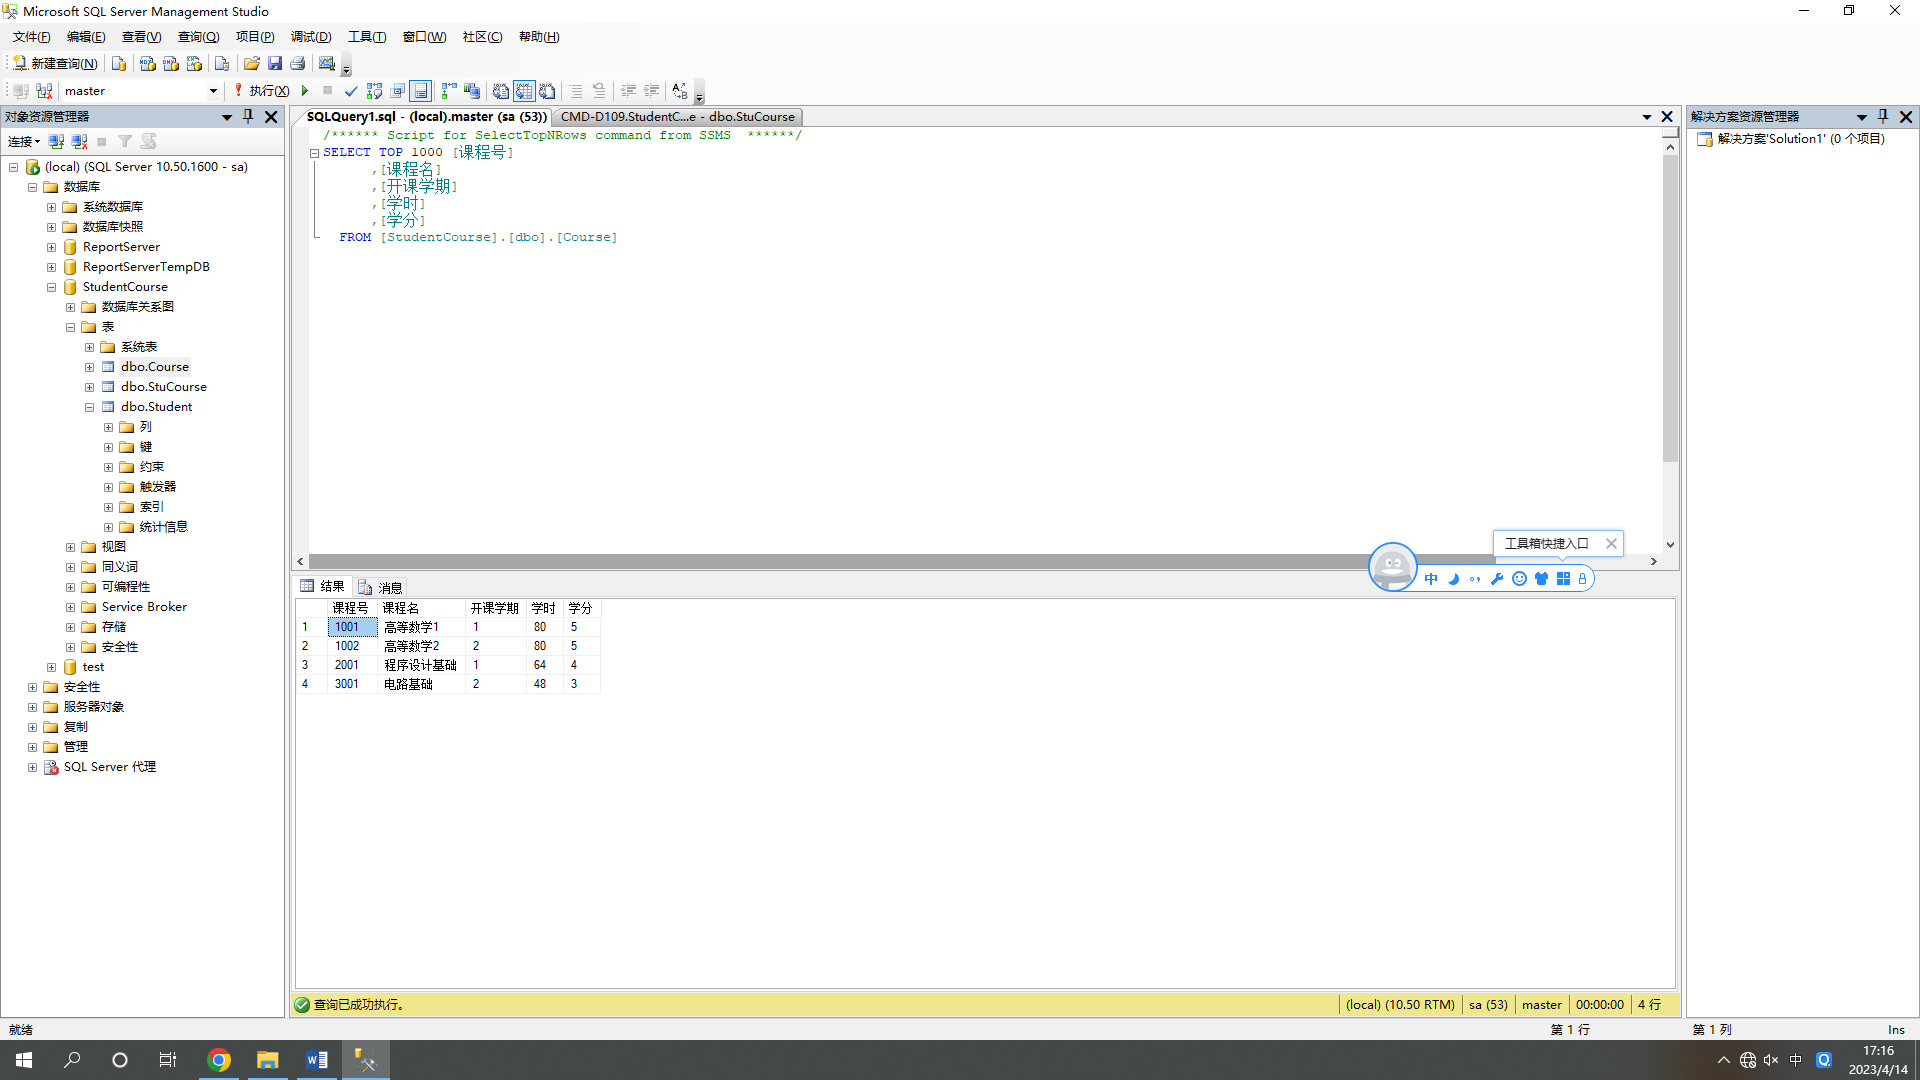 Microsoft SQL Server Management Studio
文件(F) 编辑(E) 查看(V) 查询(Q) 项目(P) 调试(D) 工具(T) 窗口(W) 社区(C) 帮助(H)
新建查询(N)
master 执行(X)
对象资源管理器
连接
(local) (SQL Server 10.50.1600 - sa)
数据库
系统数据库
数据库快照
ReportServer
ReportServerTempDB
StudentCourse
数据库关系图
表
系统表
dbo.Course
dbo.StuCourse
dbo.Student
列
键
约束
触发器
索引
统计信息
视图
同义词
可编程性
Service Broker
存储
安全性
test
安全性
服务器对象
复制
管理
SQL Server 代理
SQLQuery1.sql - (local).master (sa (53)) CMD-D109.StudentC...e - dbo.StuCourse
/****** Script for SelectTopNRows command from SSMS ******/
SELECT TOP 1000 [课程号]
,[课程名]
,[开课学期]
,[学时]
,[学分]
FROM [StudentCourse].[dbo].[Course]
工具箱快捷入口
中
结果 消息
课程号 课程名 开课学期 学时 学分
1 1001 高等数学1 1 80 5
2 1002 高等数学2 2 80 5
3 2001 程序设计基础 1 64 4
4 3001 电路基础 2 48 3
查询已成功执行。 (local) (10.50 RTM) sa (53) master 00:00:00 4 行
解决方案资源管理器
解决方案'Solution1' (0 个项目)
就绪 第 1 行 第 1 列 Ins
中
17:16
2023/4/14